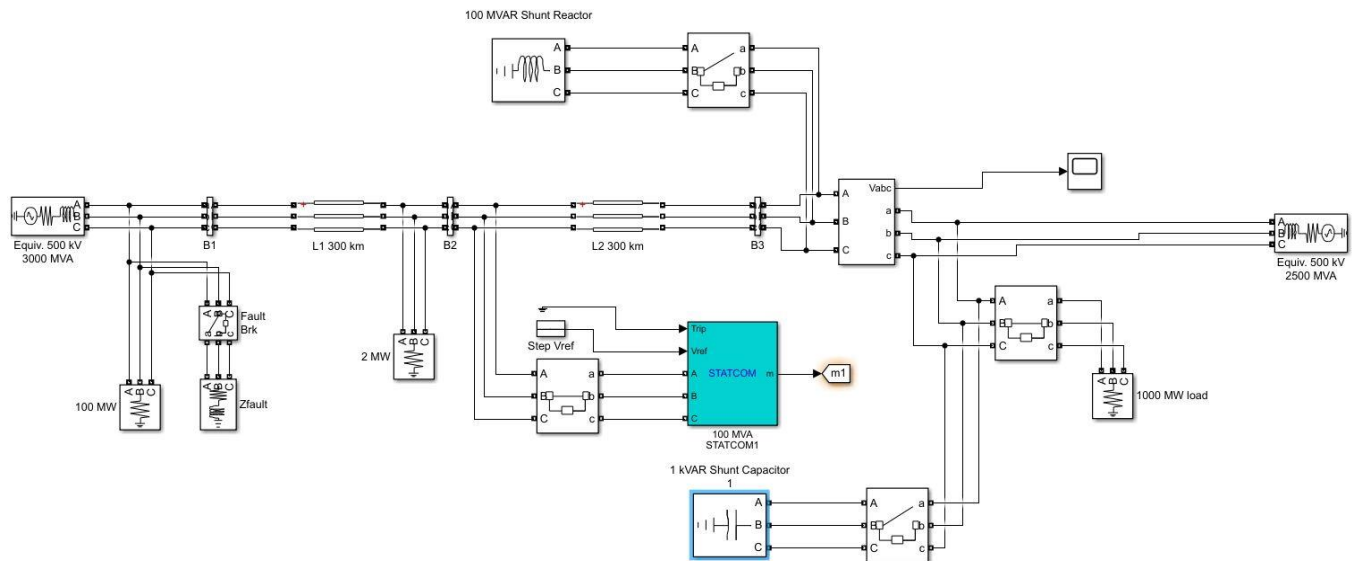 100 MVAR Shunt Reactor
A
B
C
A
B
C
a
b
c
A
B
C
Equiv. 500 kV
3000 MVA
B1
L1 300 km
B2
L2 300 km
B3
A
B
C
Vabc
a
b
c
A
B
C
Equiv. 500 kV
2500 MVA
A B C
a b c
Fault
Brk
A B C
Zfault
A B C
100 MW
A B C
2 MW
Step Vref
A
B
C
a
b
c
Trip
Vref
A
B
C
STATCOM
m
m1
100 MVA
STATCOM1
A
B
C
a
b
c
A B C
1000 MW load
1 kVAR Shunt Capacitor
1
A
B
C
A
B
C
a
b
c